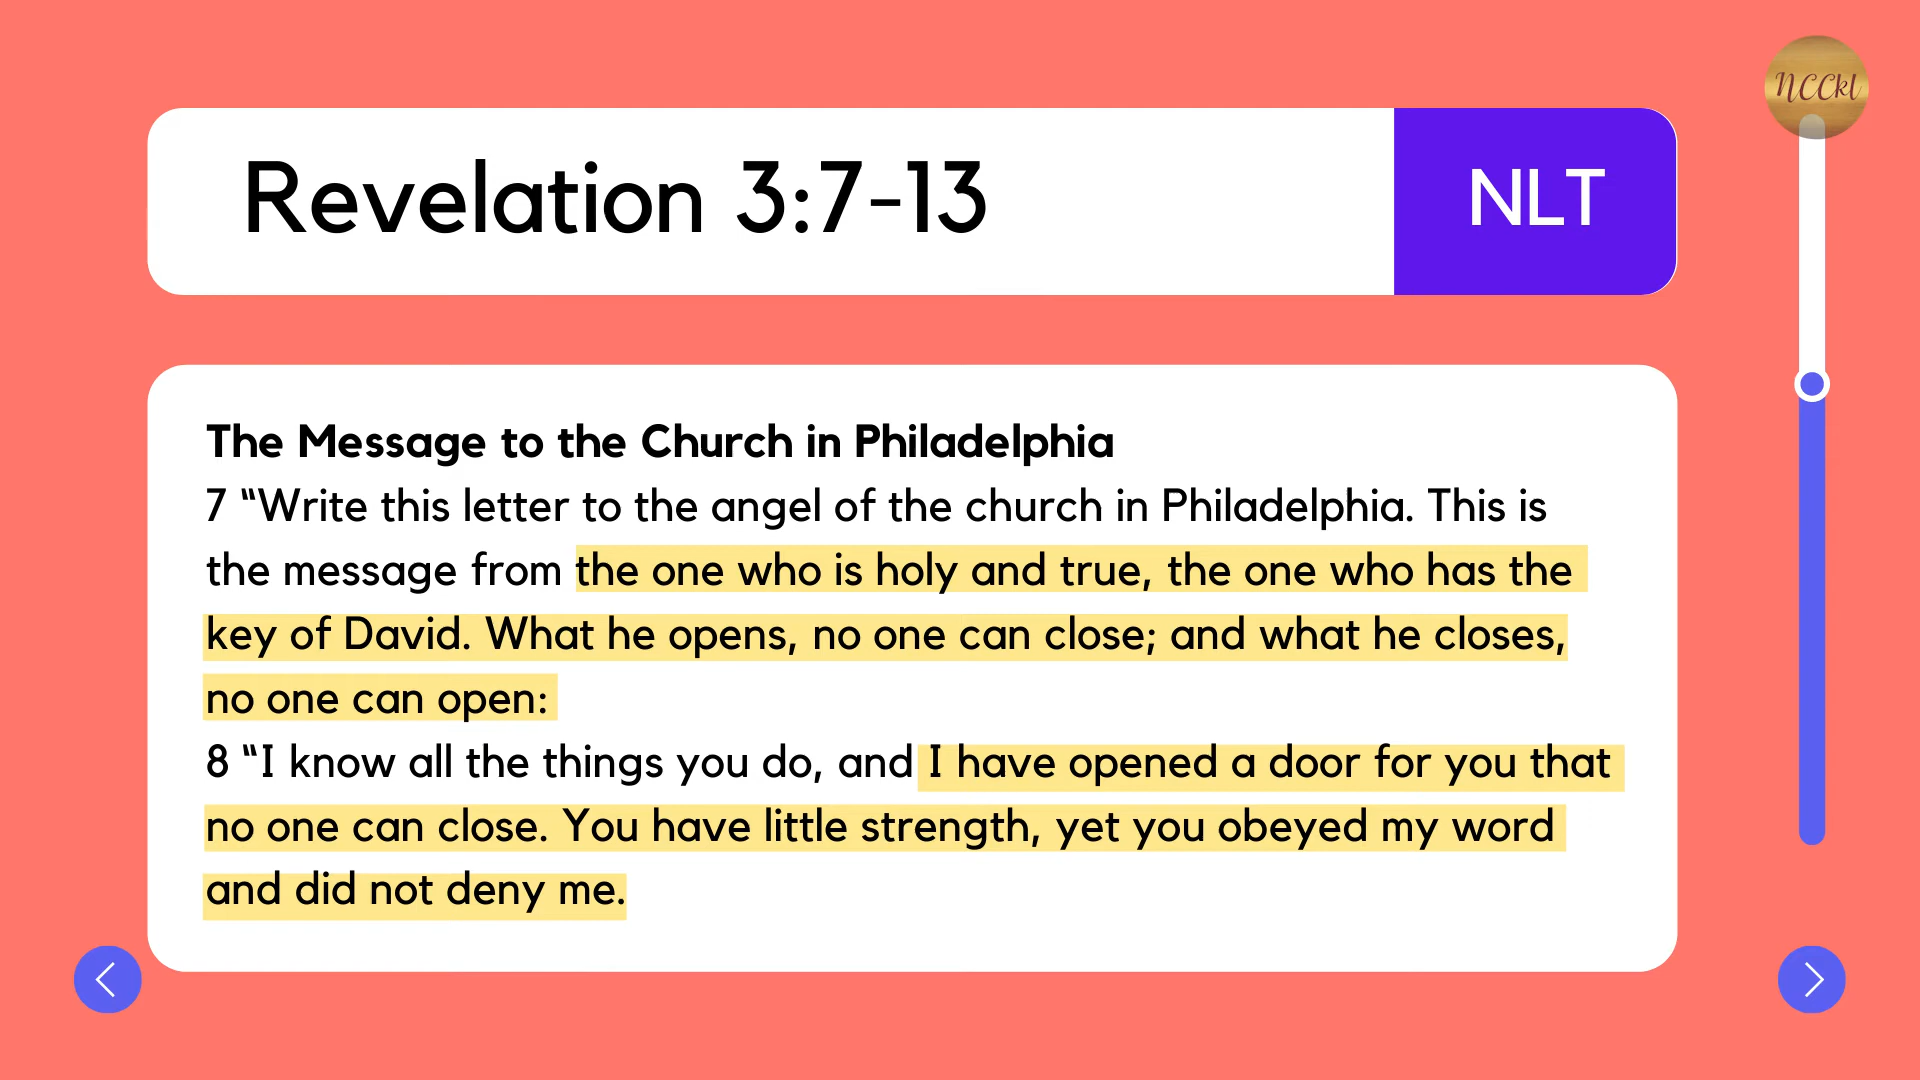 NCCkl
Revelation 3:7-13
NLT
The Message to the Church in Philadelphia
7 “Write this letter to the angel of the church in Philadelphia. This is
the message from the one who is holy and true, the one who has the
key of David. What he opens, no one can close; and what he closes,
no one can open:
8 “I know all the things you do, and I have opened a door for you that
no one can close. You have little strength, yet you obeyed my word
and did not deny me.